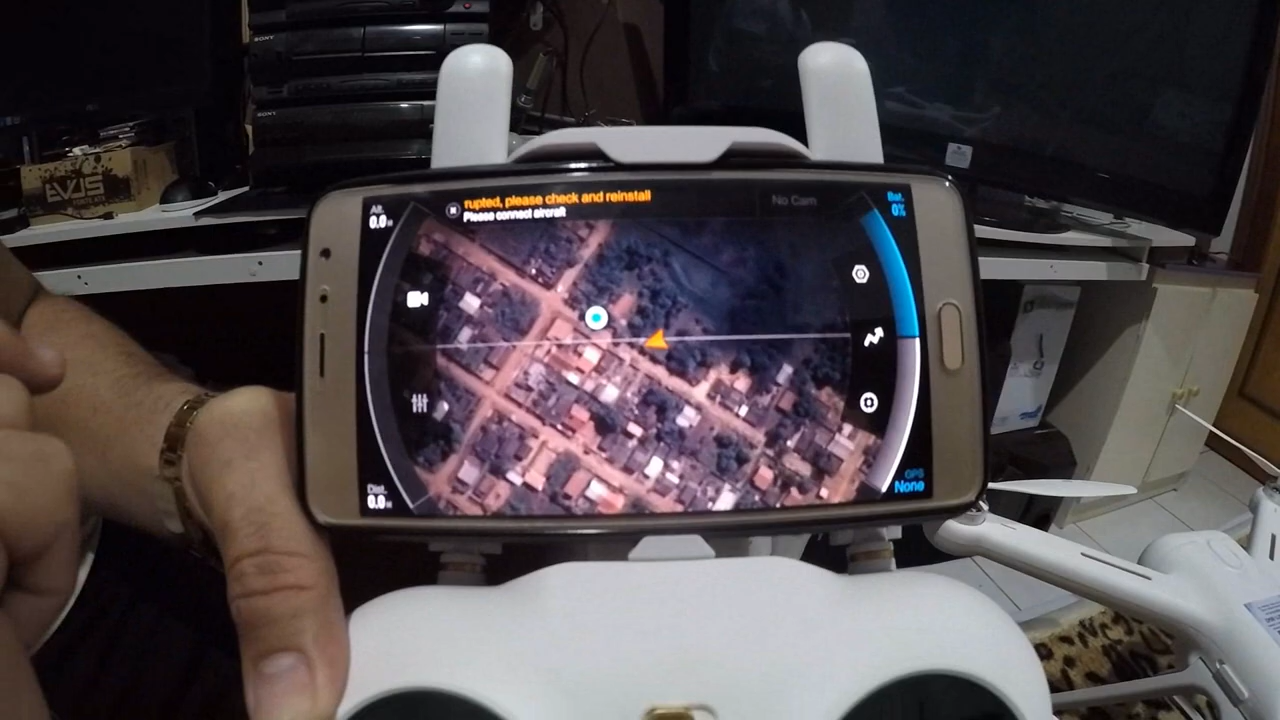 SONY
SONY
EVUS
Alt.
0.0 M
rupted, please check and reinstall
Please connect aircraft
No Cam
Bat.
0%
Dist.
0.0 M
GPS
None